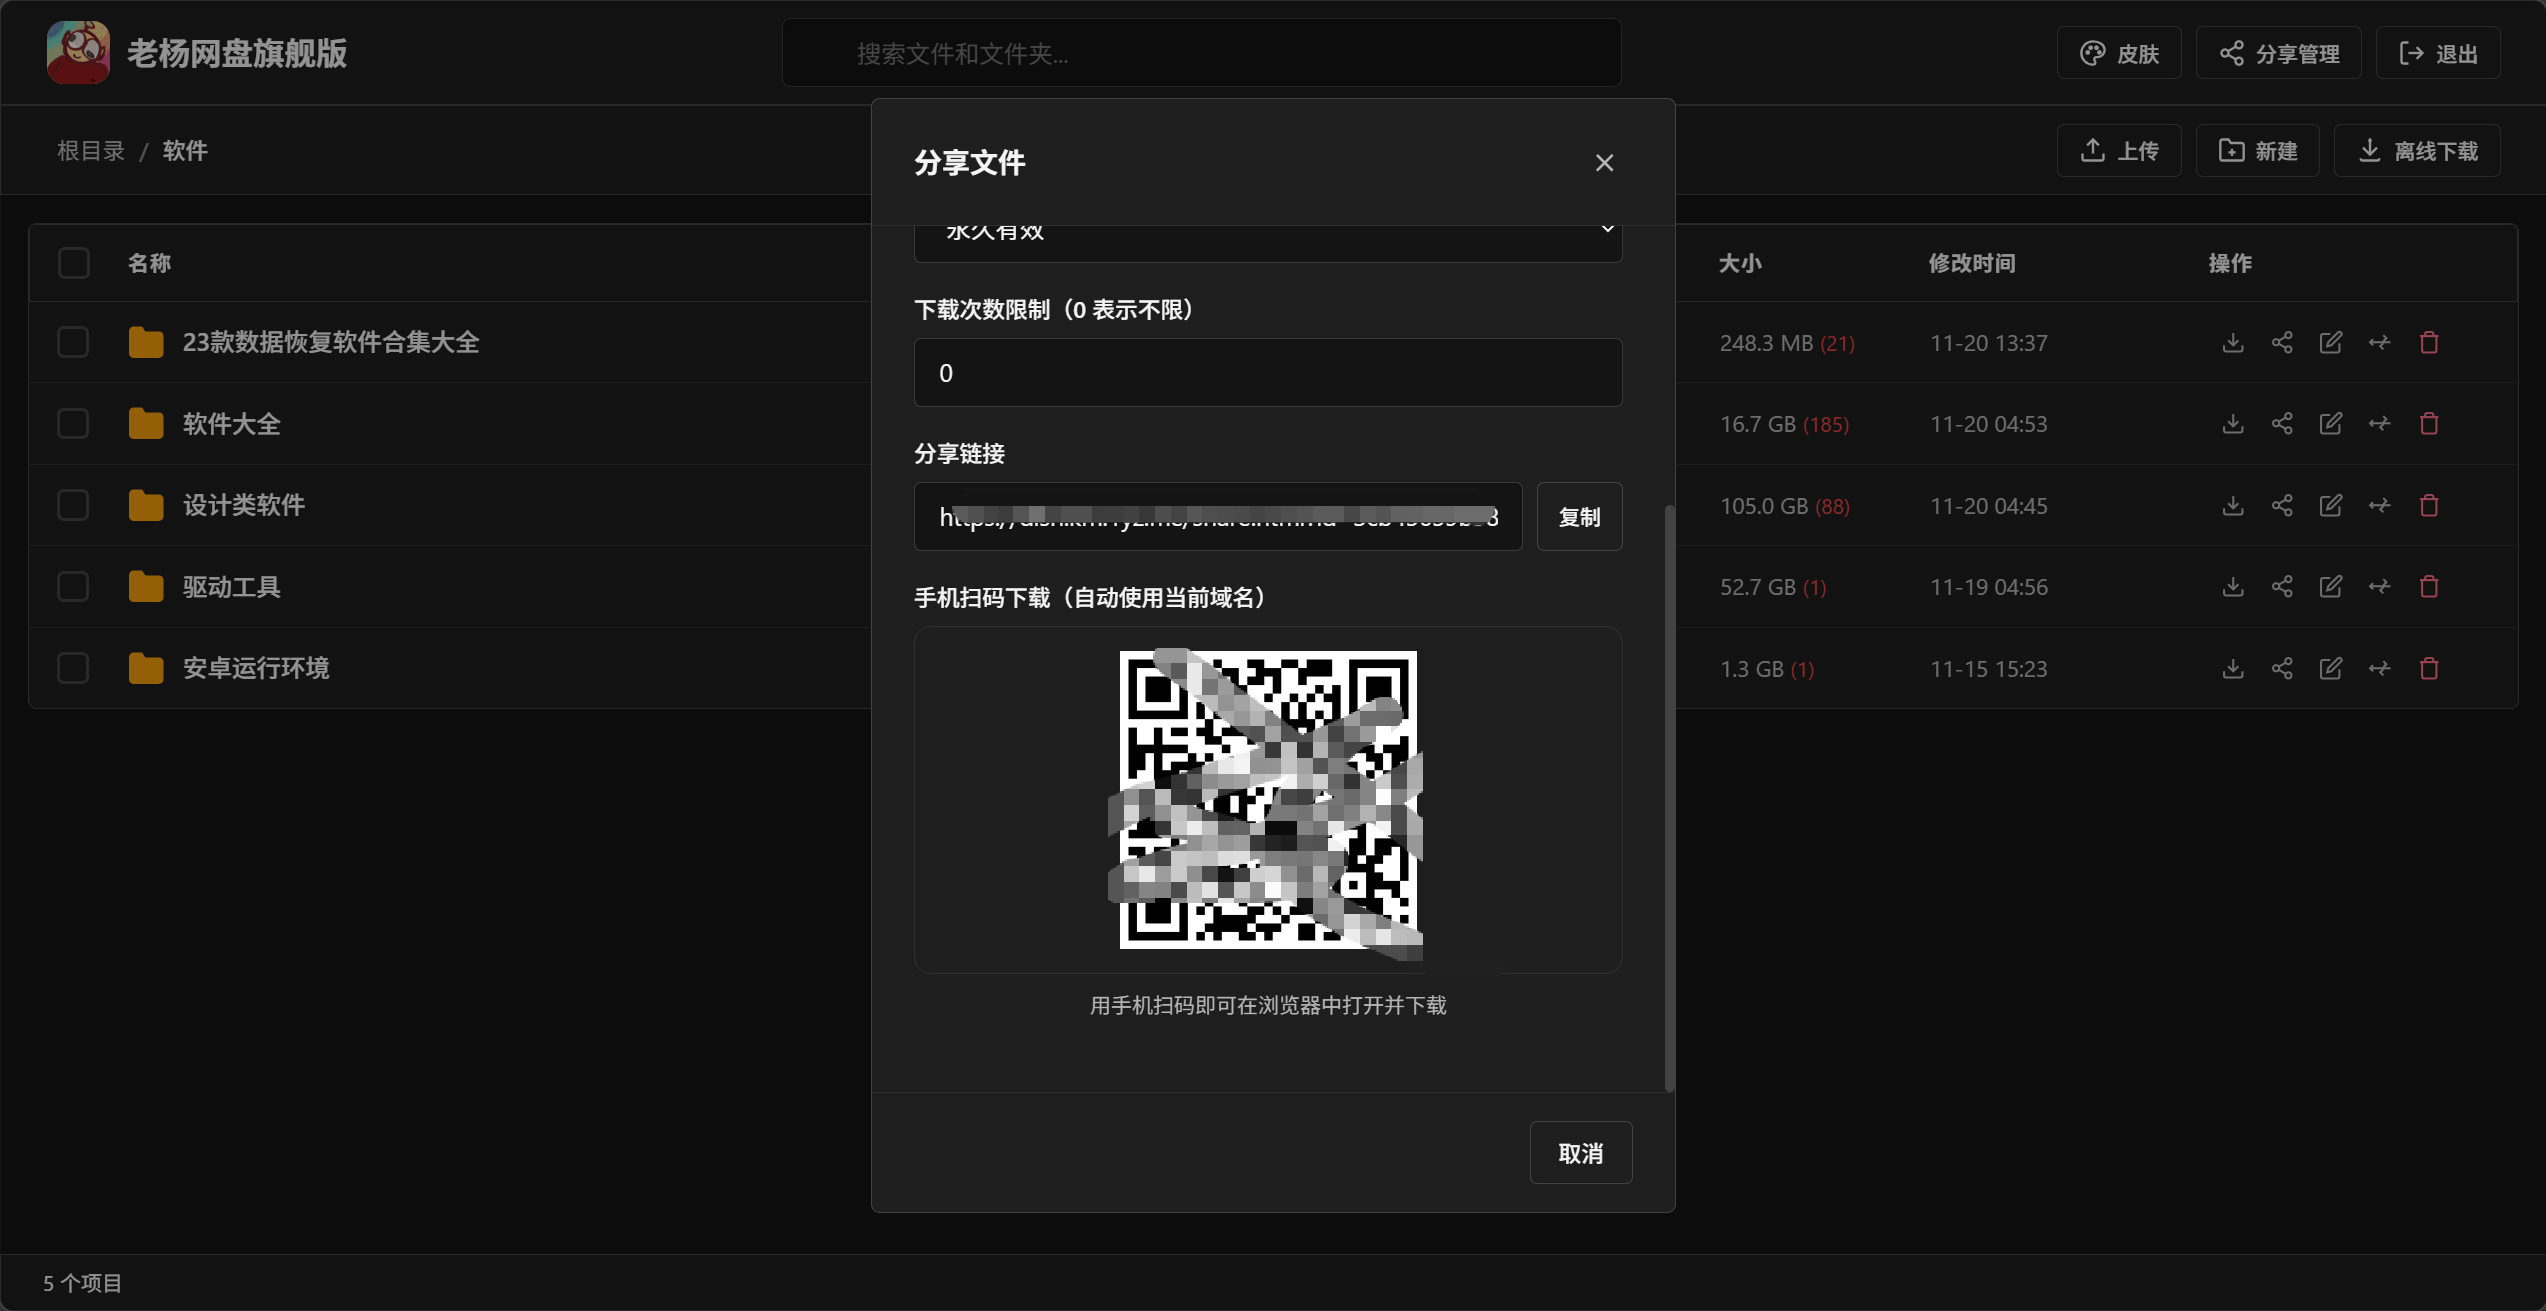 老杨网盘旗舰版
搜索文件和文件夹...
皮肤
分享管理
退出
根目录 / 软件
上传
新建
离线下载
分享文件
永久有效
下载次数限制（0 表示不限）
0
分享链接
复制
手机扫码下载（自动使用当前域名）
用手机扫码即可在浏览器中打开并下载
取消
名称
大小
修改时间
操作
23款数据恢复软件合集大全
248.3 MB (21)
11-20 13:37
软件大全
16.7 GB (185)
11-20 04:53
设计类软件
105.0 GB (88)
11-20 04:45
驱动工具
52.7 GB (1)
11-19 04:56
安卓运行环境
1.3 GB (1)
11-15 15:23
5 个项目